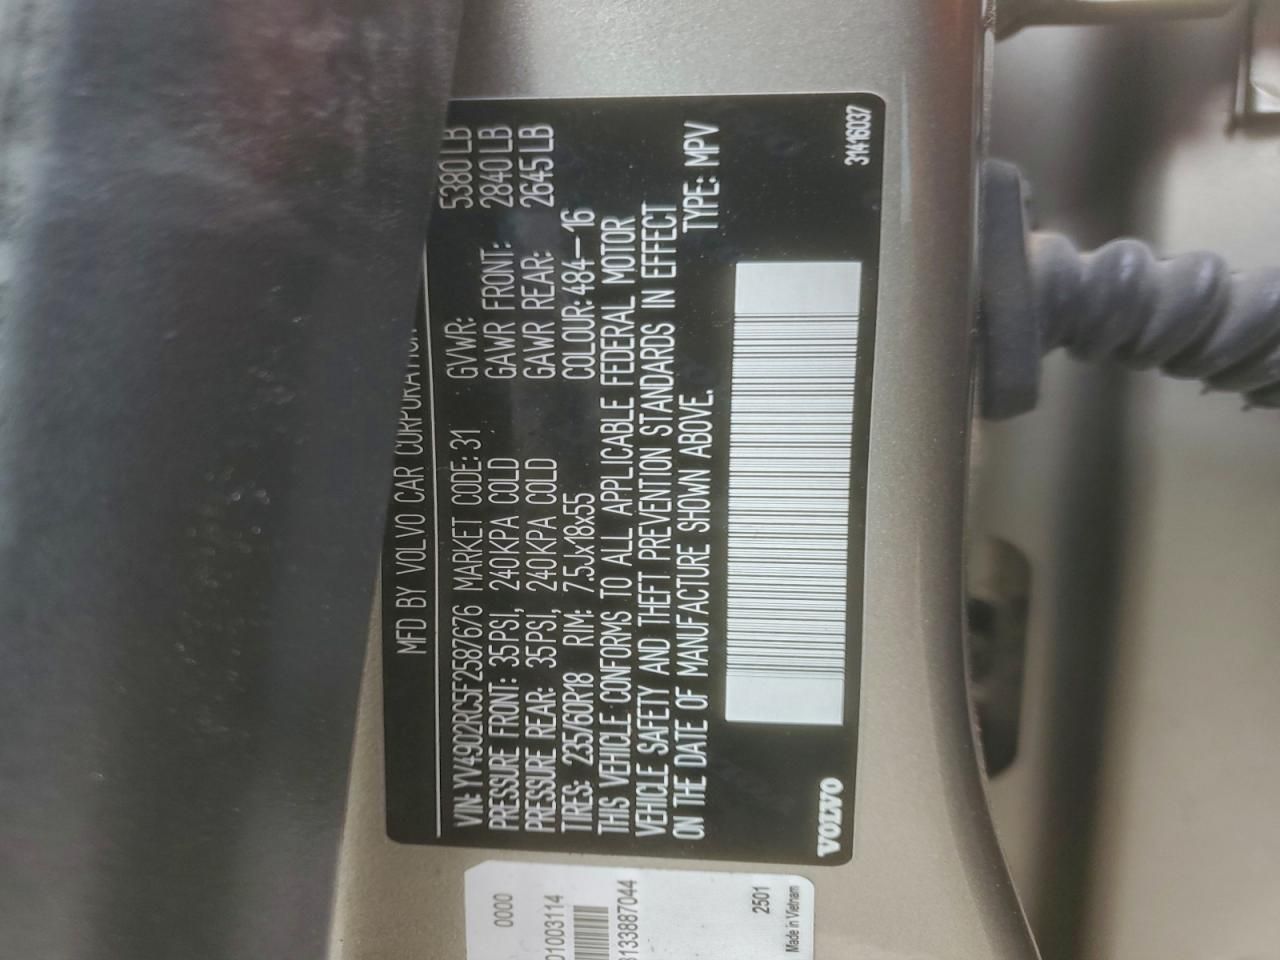 MFD BY VOLVO CAR CORPORATION
VIN: YV4902RC5F2587676 MARKET CODE: 31 GVWR: 5380 LB
PRESSURE FRONT: 35PSI, 240KPA COLD GAWR FRONT: 2840 LB
PRESSURE REAR: 35PSI, 240KPA COLD GAWR REAR: 2645 LB
TIRES: 235/60R18 RIM: 7.5Jx18x55 COLOUR: 484-16
THIS VEHICLE CONFORMS TO ALL APPLICABLE FEDERAL MOTOR
VEHICLE SAFETY AND THEFT PREVENTION STANDARDS IN EFFECT
ON THE DATE OF MANUFACTURE SHOWN ABOVE.
TYPE: MPV
VOLVO
31416037
0000
01003114
3133887044
2501
Made in Vietnam